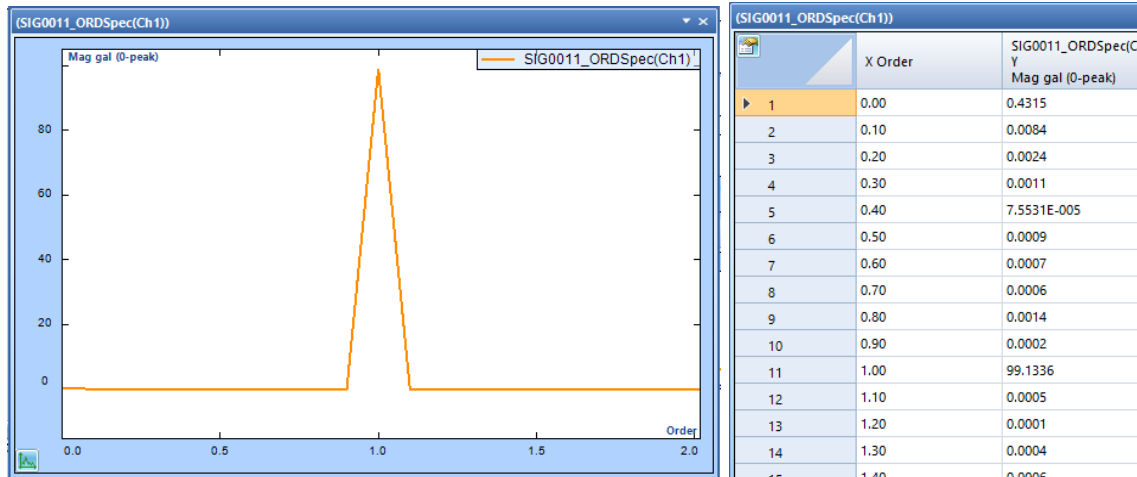 (SIG0011_ORDSpec(Ch1))
Mag gal (0-peak)
SIG0011_ORDSpec(Ch1)
80
60
40
20
0
Order
0.0 0.5 1.0 1.5 2.0
(SIG0011_ORDSpec(Ch1))
X Order
SIG0011_ORDSpec(C
Y
Mag gal (0-peak)
1 0.00 0.4315
2 0.10 0.0084
3 0.20 0.0024
4 0.30 0.0011
5 0.40 7.5531E-005
6 0.50 0.0009
7 0.60 0.0007
8 0.70 0.0006
9 0.80 0.0014
10 0.90 0.0002
11 1.00 99.1336
12 1.10 0.0005
13 1.20 0.0001
14 1.30 0.0004